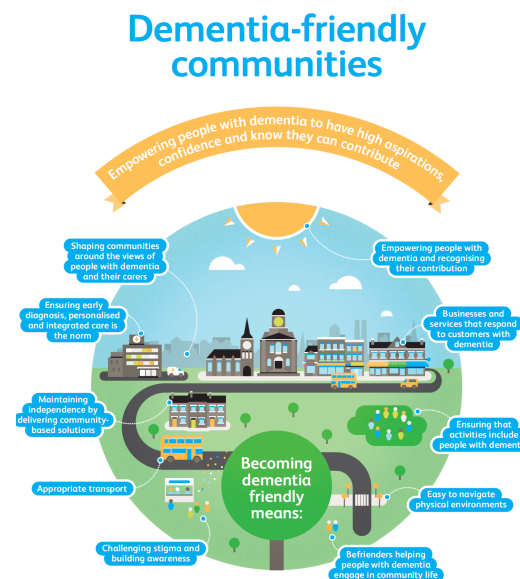 Dementia-friendly
communities
Empowering people with dementia to have high aspirations,
confidence and know they can contribute
Shaping communities
around the views of
people with dementia
and their carers
Empowering people with
dementia and recognising
their contribution
Ensuring early
diagnosis, personalised
and integrated care is
the norm
Businesses and
services that respond
to customers with
dementia
Maintaining
independence by
delivering community-
based solutions
Ensuring that
activities include
people with dement
Appropriate transport
Becoming
dementia
friendly
means:
Easy to navigate
physical environments
Challenging stigma and
building awareness
Befrienders helping
people with dementia
engage in community life